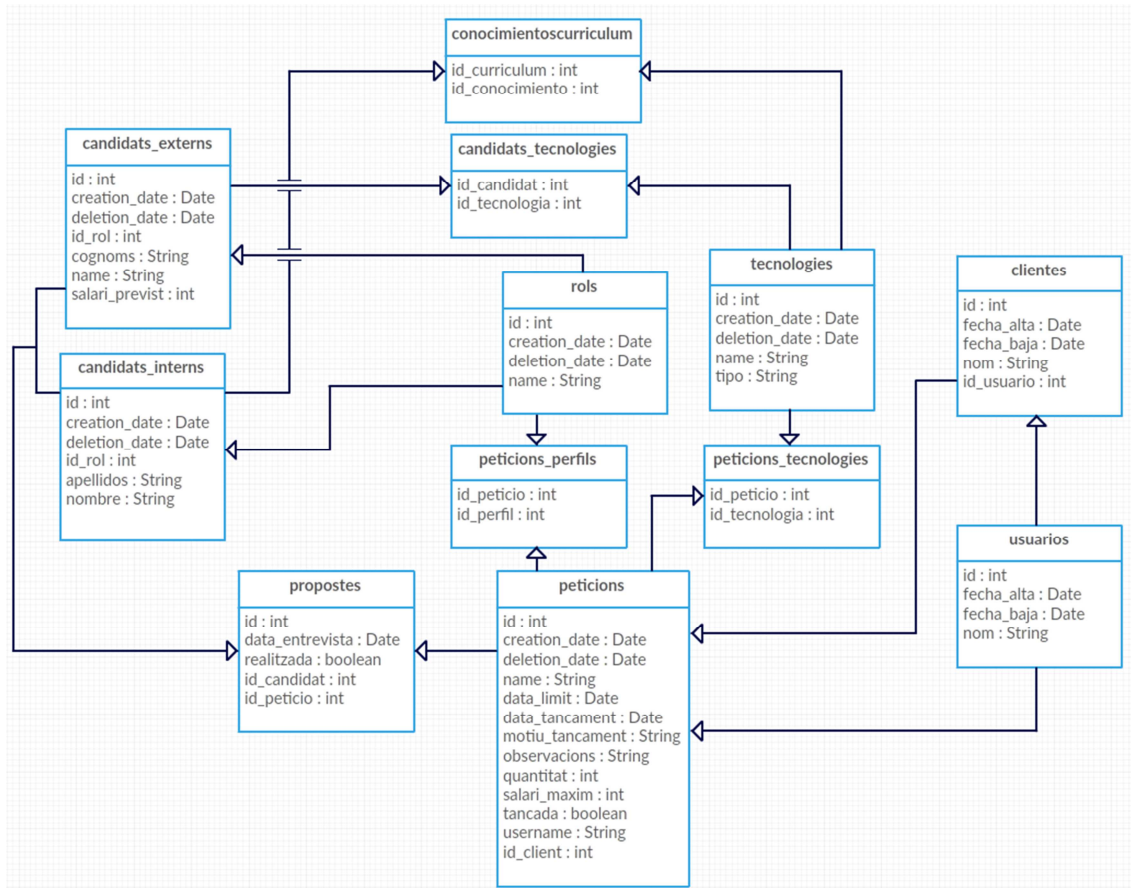 conocimientoscurriculum
id_curriculum : int
id_conocimiento : int
candidats_externs
id : int
creation_date : Date
deletion_date : Date
id_rol : int
cognoms : String
name : String
salari_previst : int
candidats_tecnologies
id_candidat : int
id_tecnologia : int
rols
id : int
creation_date : Date
deletion_date : Date
name : String
tecnologies
id : int
creation_date : Date
deletion_date : Date
name : String
tipo : String
clientes
id : int
fecha_alta : Date
fecha_baja : Date
nom : String
id_usuario : int
candidats_interns
id : int
creation_date : Date
deletion_date : Date
id_rol : int
apellidos : String
nombre : String
peticions_perfils
id_peticio : int
id_perfil : int
peticions_tecnologies
id_peticio : int
id_tecnologia : int
usuarios
id : int
fecha_alta : Date
fecha_baja : Date
nom : String
propostes
id : int
data_entrevista : Date
realitzada : boolean
id_candidat : int
id_peticio : int
peticions
id : int
creation_date : Date
deletion_date : Date
name : String
data_limit : Date
data_tancament : Date
motiu_tancament : String
observacions : String
quantitat : int
salari_maxim : int
tancada : boolean
username : String
id_client : int